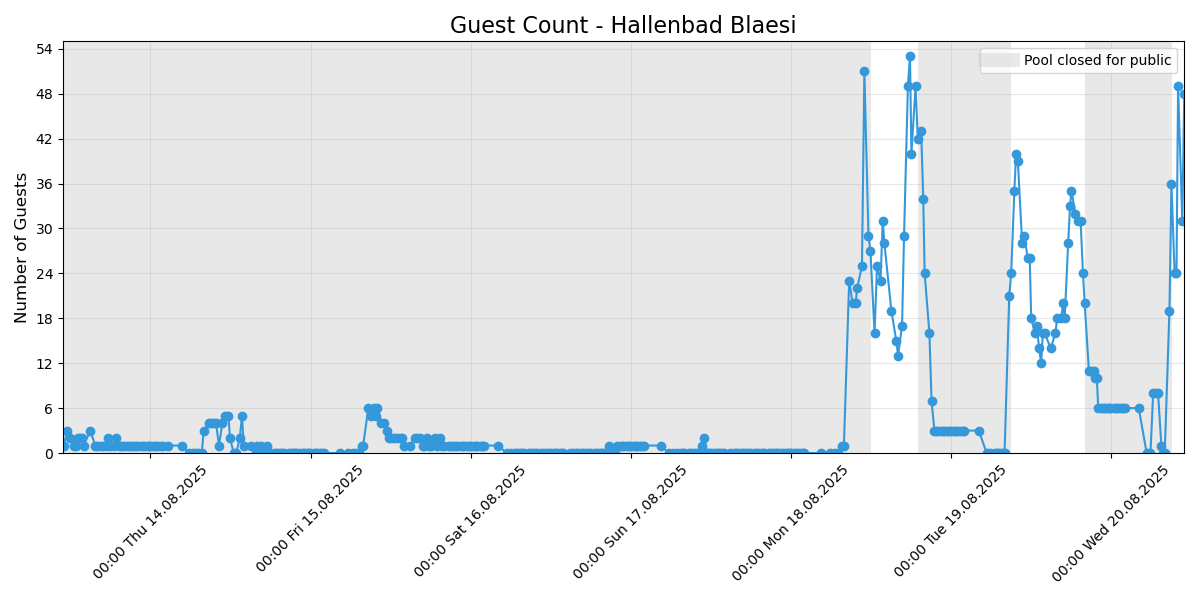 Guest Count - Hallenbad Blaesi
Pool closed for public
Number of Guests
54
48
42
36
30
24
18
12
6
0
00:00 Thu 14.08.2025
00:00 Fri 15.08.2025
00:00 Sat 16.08.2025
00:00 Sun 17.08.2025
00:00 Mon 18.08.2025
00:00 Tue 19.08.2025
00:00 Wed 20.08.2025